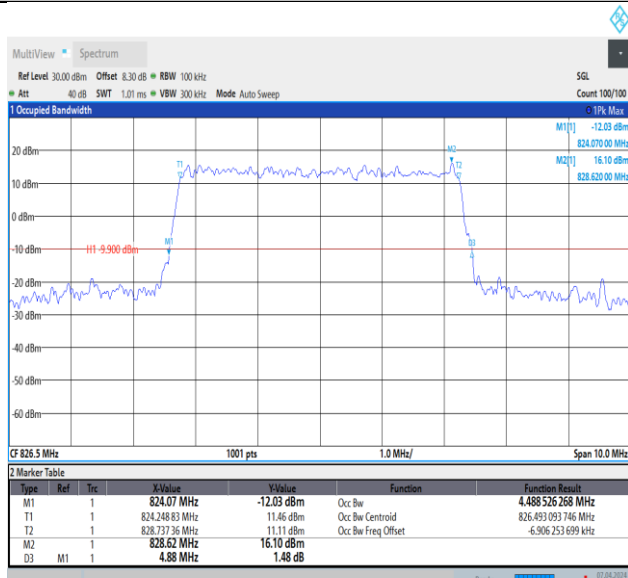 MultiView Spectrum
Ref Level 30.00 dBm Offset 8.30 dB RBW 100 kHz SGL
Att 40 dB SWT 1.01 ms VBW 300 kHz Mode Auto Sweep Count 100/100
1 Occupied Bandwidth 1Pk Max
M1[1] -12.03 dBm
824.070 00 MHz
M2[1] 16.10 dBm
828.620 00 MHz
M2
T1
T2
20 dBm
10 dBm
0 dBm
M1
D3
-10 dBm
H1 -9.900 dBm
-20 dBm
-30 dBm
-40 dBm
-50 dBm
-60 dBm
CF 826.5 MHz 1001 pts 1.0 MHz/ Span 10.0 MHz
2 Marker Table
Type Ref Trc X-Value Y-Value Function Function Result
M1 1 824.07 MHz -12.03 dBm Occ Bw 4.488 526 268 MHz
T1 1 824.248 83 MHz 11.46 dBm Occ Bw Centroid 826.493 093 746 MHz
T2 1 828.737 36 MHz 11.11 dBm Occ Bw Freq Offset -6.906 253 699 kHz
M2 1 828.62 MHz 16.10 dBm
D3 M1 1 4.88 MHz 1.48 dB